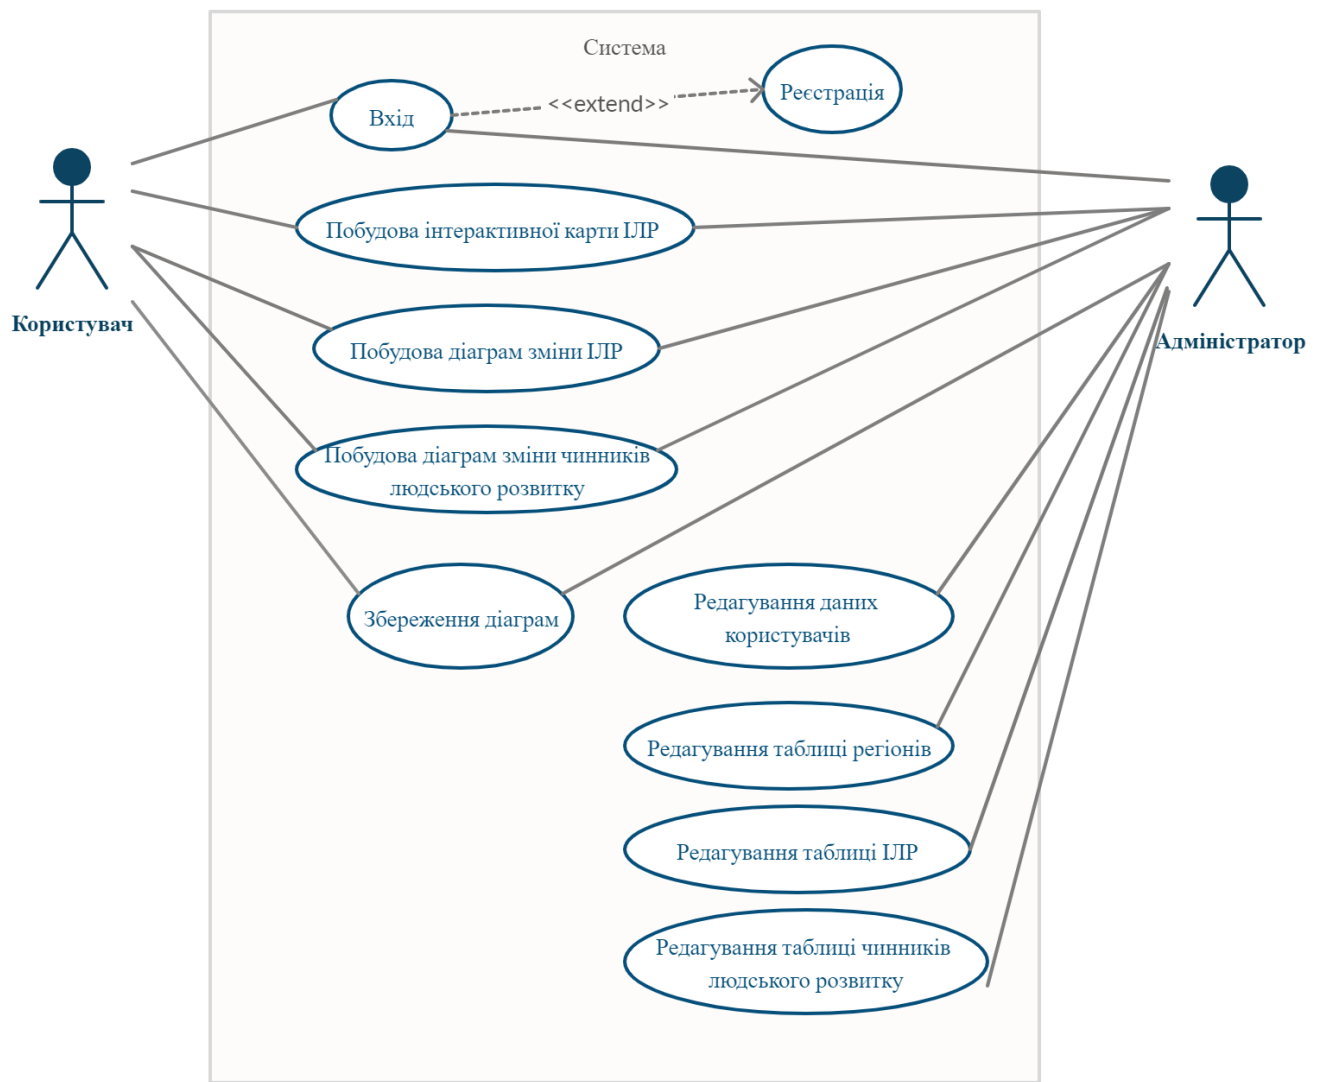 Система
Вхід
<<extend>>
Реєстрація
Побудова інтерактивної карти ІЛР
Користувач
Адміністратор
Побудова діаграм зміни ІЛР
Побудова діаграм зміни чинників
людського розвитку
Збереження діаграм
Редагування даних
користувачів
Редагування таблиці регіонів
Редагування таблиці ІЛР
Редагування таблиці чинників
людського розвитку